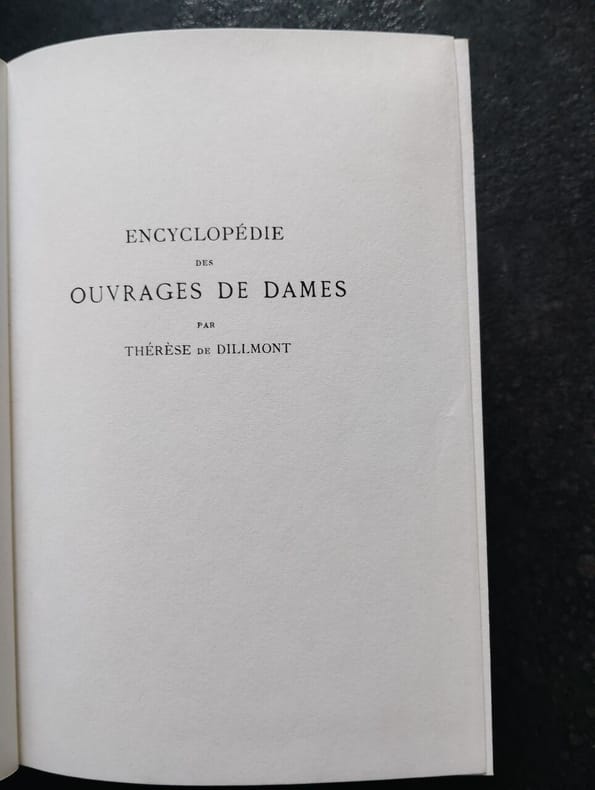 ENCYCLOPÉDIE
DES
OUVRAGES DE DAMES
PAR
THÉRÈSE DE DILLMONT